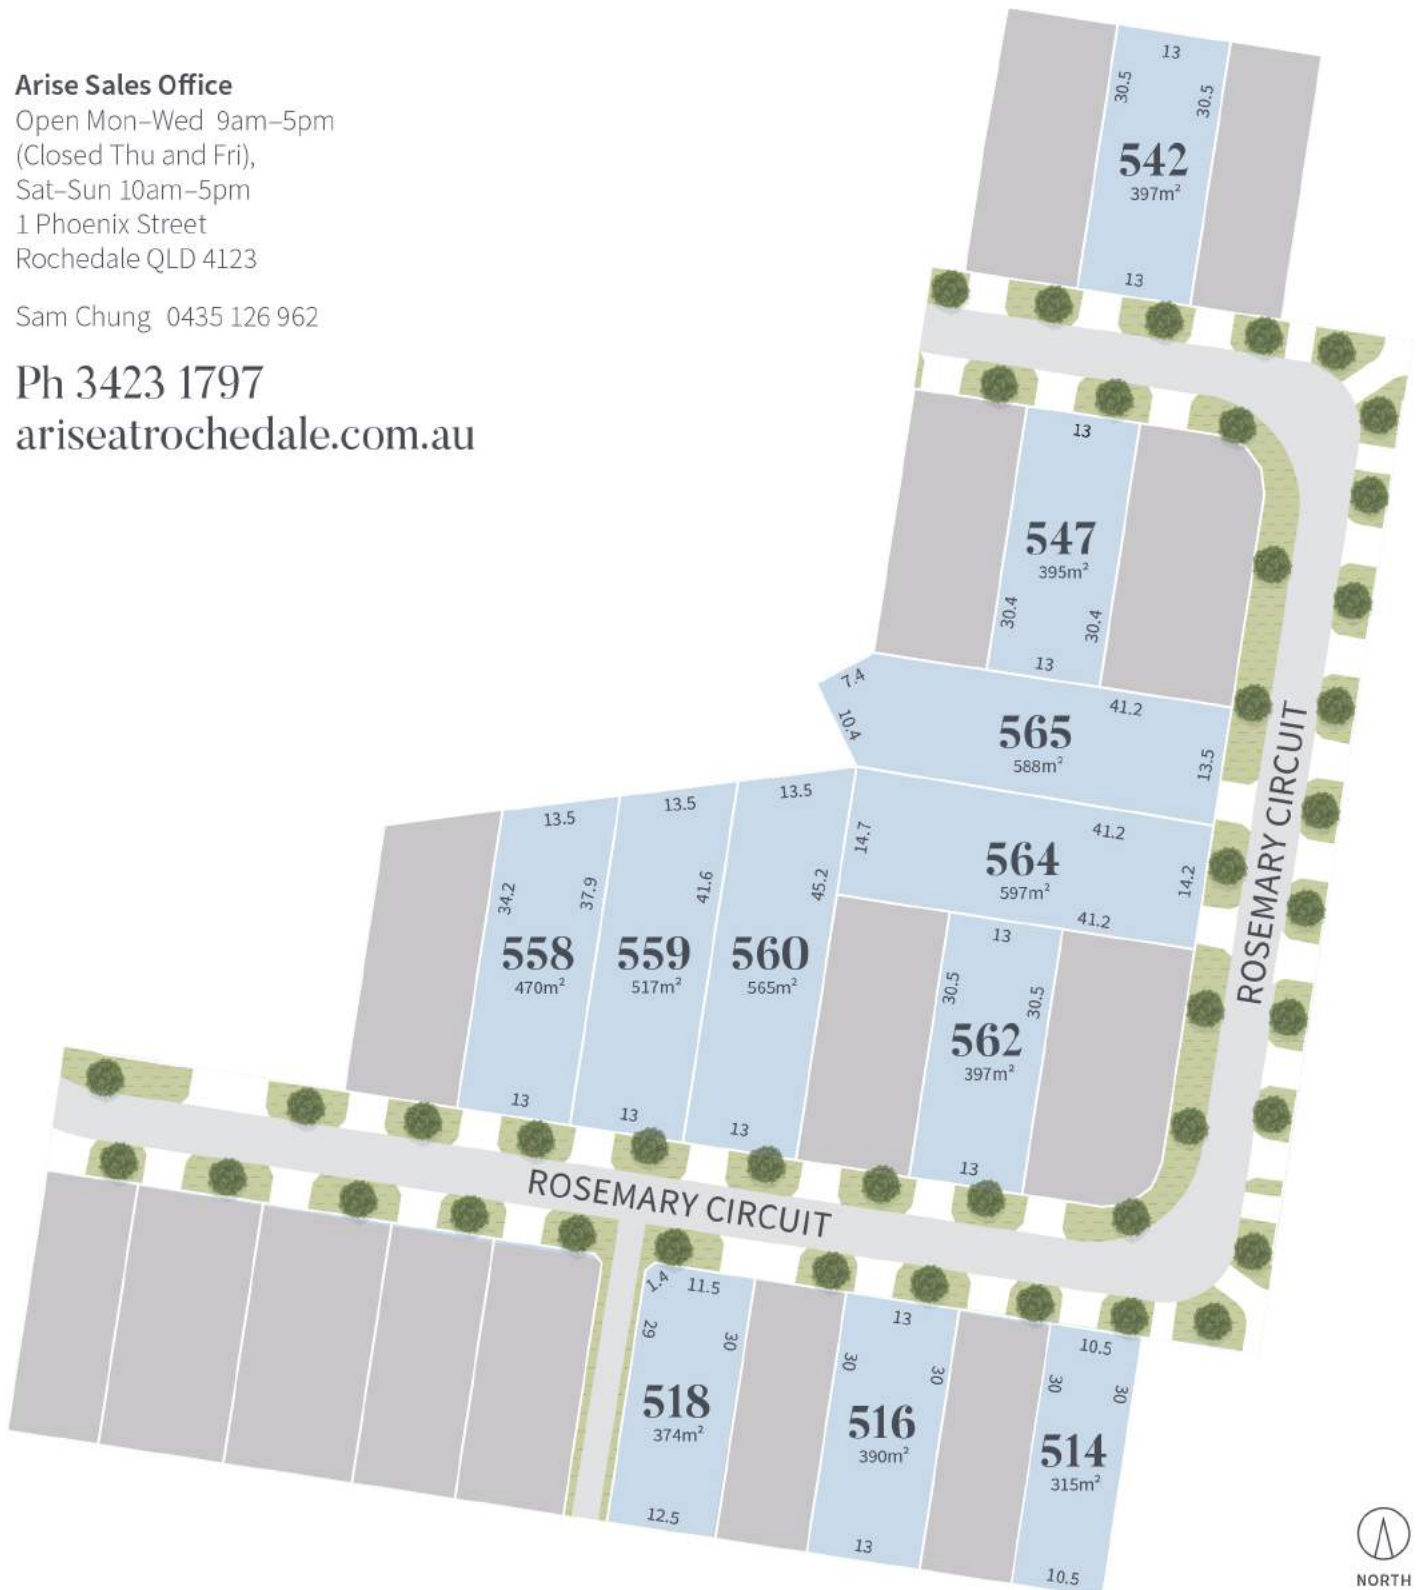 Arise Sales Office
Open Mon–Wed 9am–5pm
(Closed Thu and Fri),
Sat–Sun 10am–5pm
1 Phoenix Street
Rochedale QLD 4123
Sam Chung 0435 126 962
Ph 3423 1797
ariseatrochedale.com.au
13
30.5
30.5
542
397m²
13
13
547
395m²
30.4
30.4
13
7.4
10.4
41.2
565
588m²
13.5
ROSEMARY CIRCUIT
13.5
34.2
37.9
558
470m²
13
13.5
41.6
559
517m²
13
13.5
45.2
560
565m²
13
14.7
41.2
564
597m²
14.2
41.2
13
30.5
30.5
562
397m²
13
ROSEMARY CIRCUIT
1.4
11.5
29
30
518
374m²
12.5
13
30
30
516
390m²
13
10.5
30
30
514
315m²
10.5
NORTH